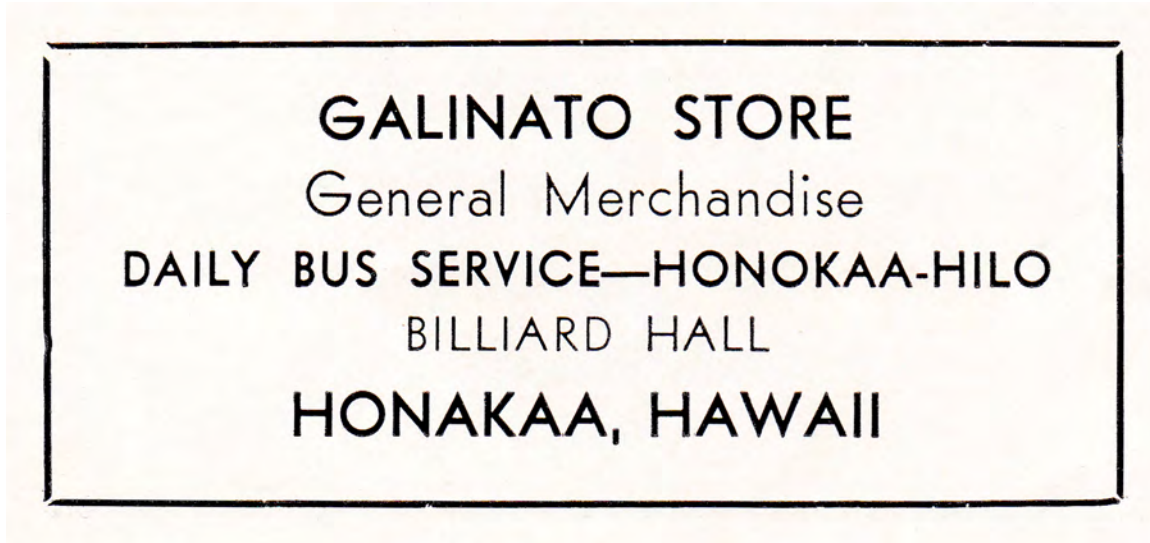 GALINATO STORE
General Merchandise
DAILY BUS SERVICE—HONOKAA-HILO
BILLIARD HALL
HONAKAA, HAWAII